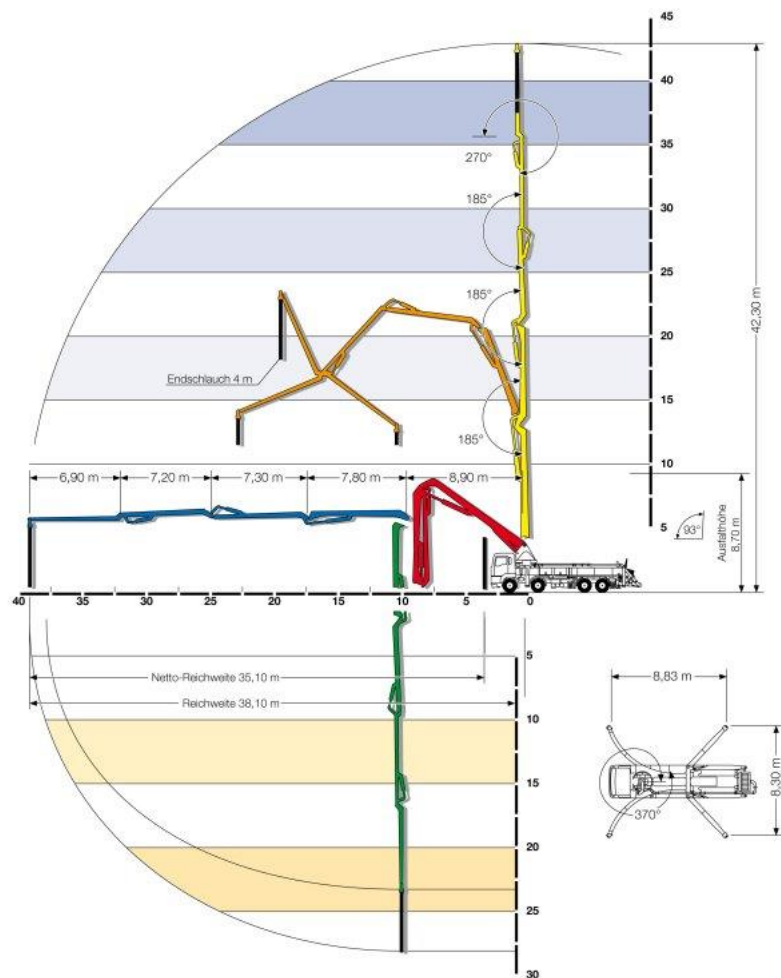 45
40
35
30
25
20
15
10
5
270°
185°
185°
185°
42,30 m
Endschlauch 4 m
6,90 m
7,20 m
7,30 m
7,80 m
8,90 m
93°
Ausfalthöhe
8,70 m
40
35
30
25
20
15
10
5
0
5
10
15
20
25
30
Netto-Reichweite 35,10 m
Reichweite 38,10 m
8,83 m
8,30 m
370°